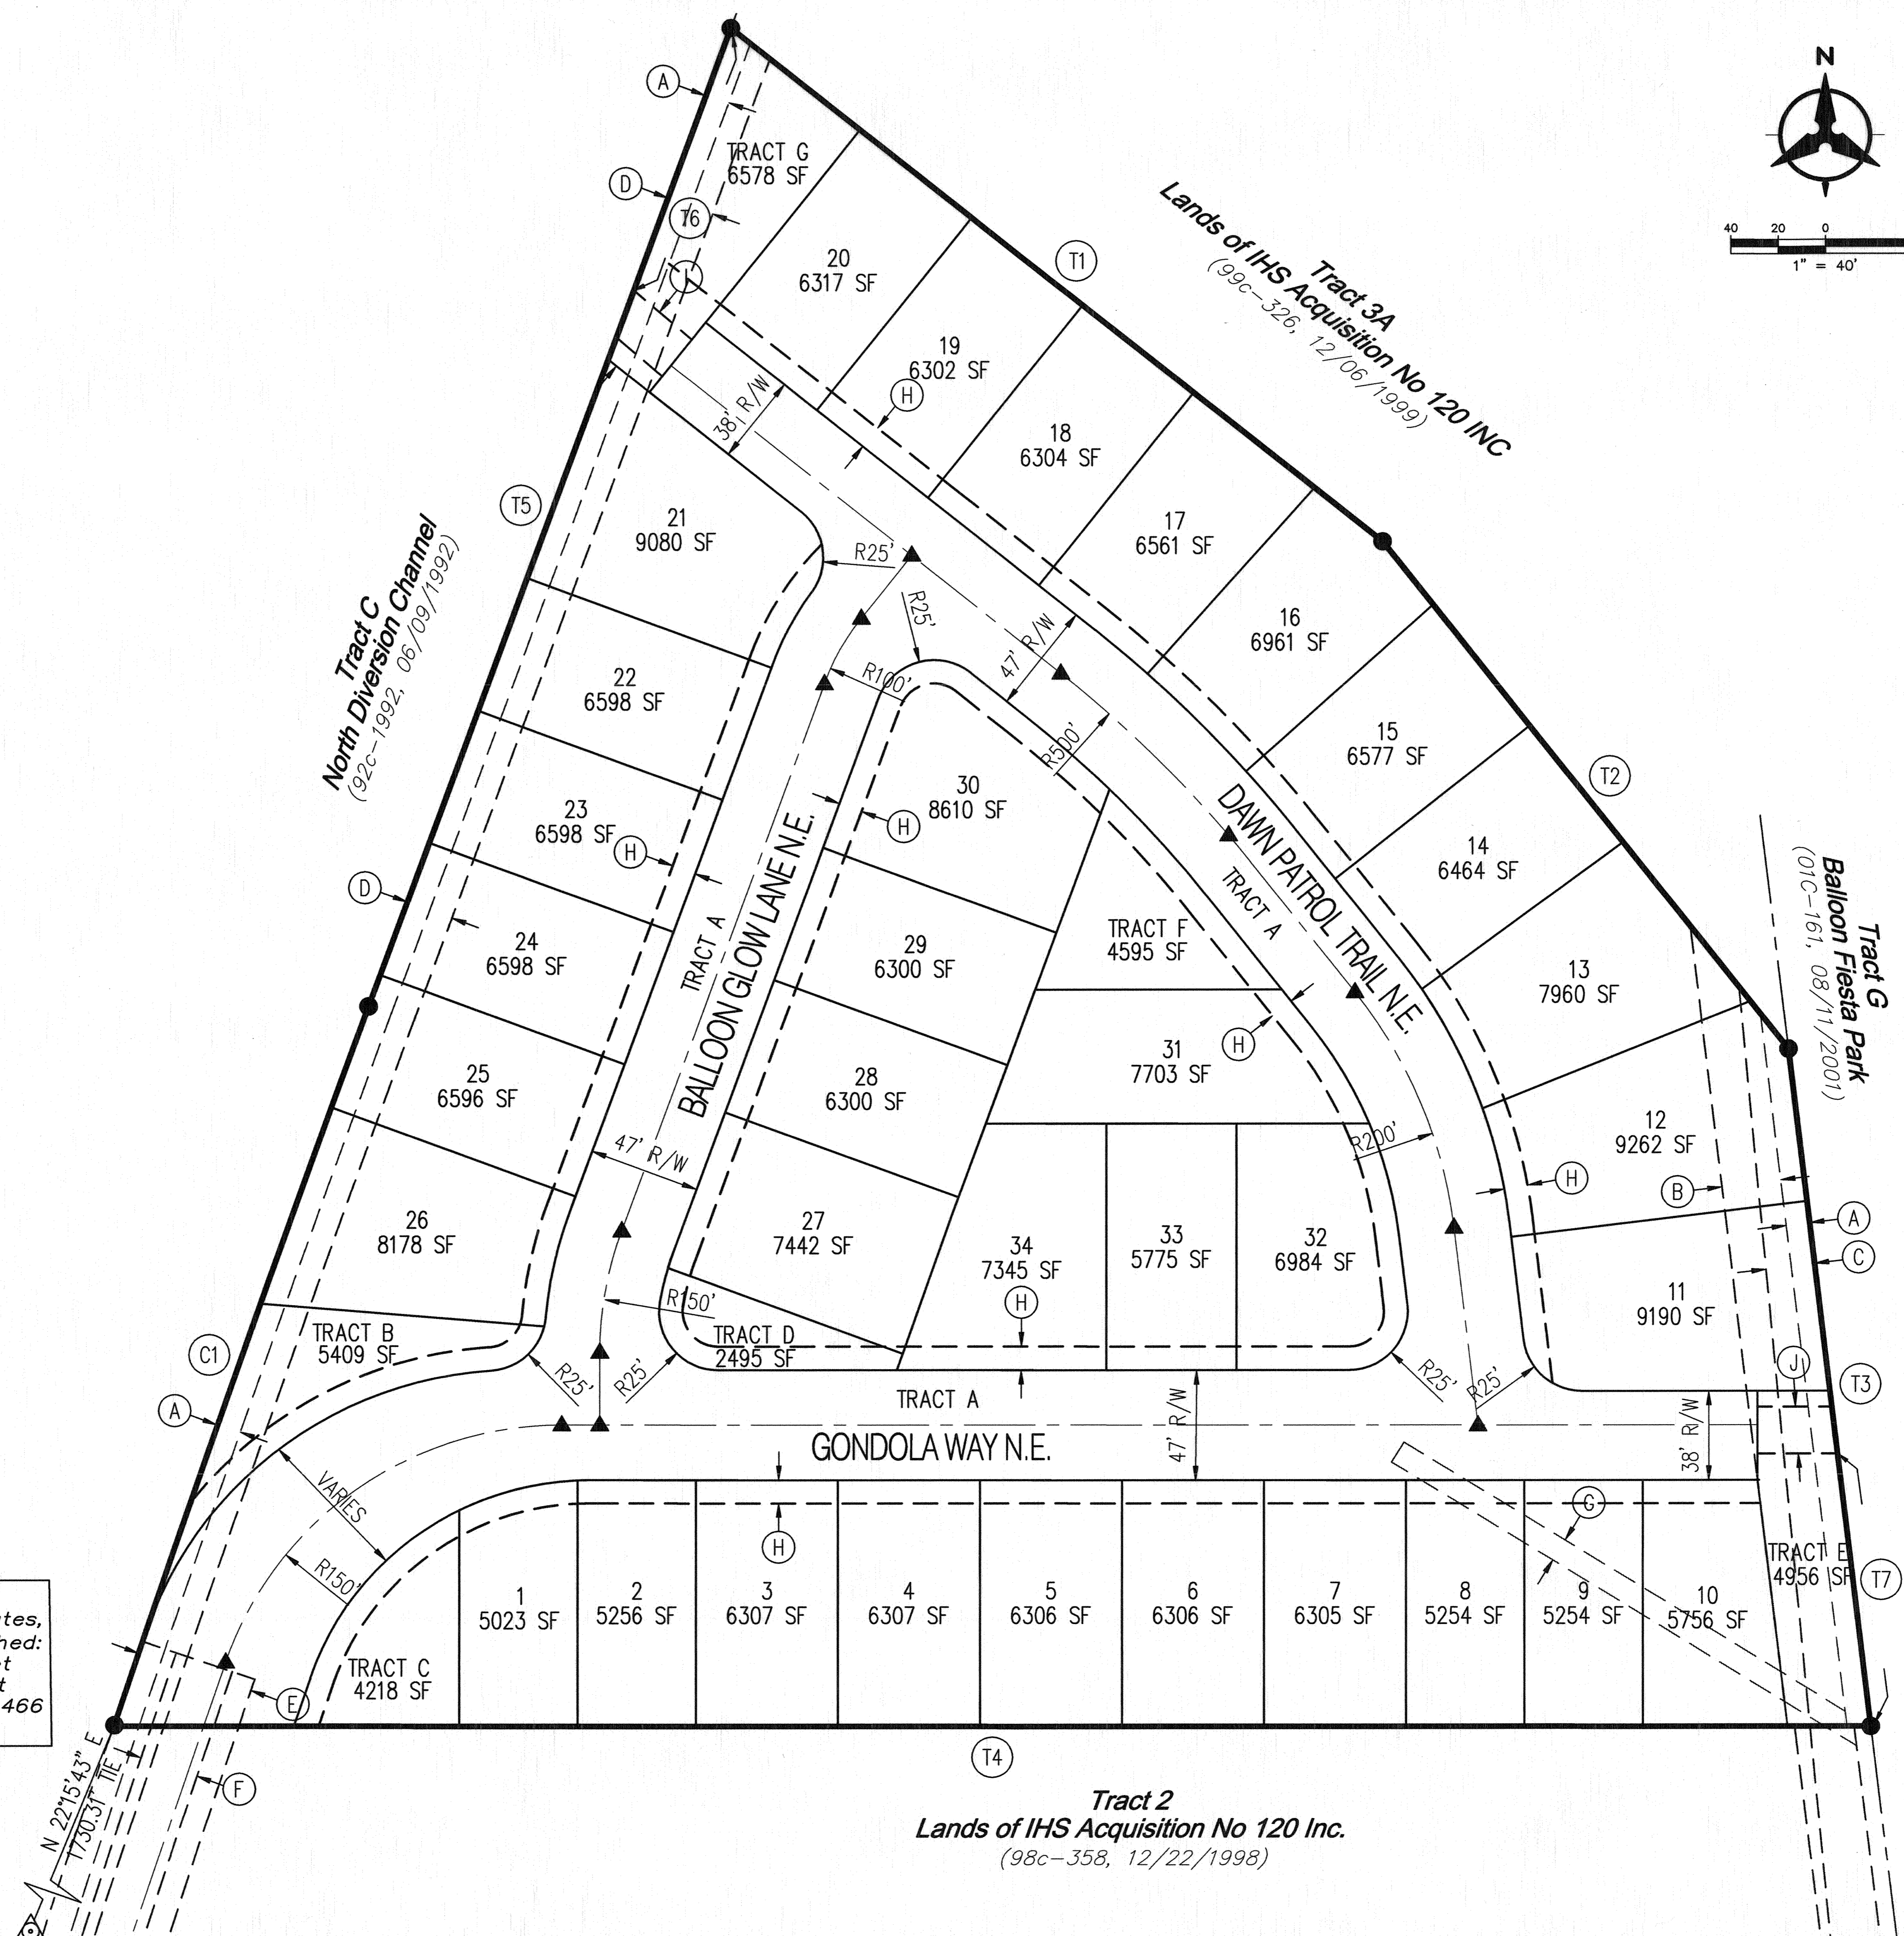 N
40 20 0
1" = 40'
A
D
T6
I
TRACT G
6578 SF
T1
Tract 3A
Lands of IHS Acquisition No 120 INC
(99c-326, 12/06/1999)
20
6317 SF
19
6302 SF
H
18
6304 SF
17
6561 SF
16
6961 SF
15
6577 SF
14
6464 SF
13
7960 SF
12
9262 SF
11
9190 SF
T2
Tract G
Balloon Fiesta Park
(01C-161, 08/11/2001)
38' R/W
T5
Tract C
North Diversion Channel
(92c-1992, 06/09/1992)
21
9080 SF
R25'
R25'
R100'
47' R/W
R500'
22
6598 SF
23
6598 SF
H
24
6598 SF
D
25
6596 SF
26
8178 SF
TRACT A
BALLOON GLOW LANE N.E.
47' R/W
30
8610 SF
H
29
6300 SF
28
6300 SF
27
7442 SF
TRACT F
4595 SF
31
7703 SF
H
DAWN PATROL TRAIL N.E.
TRACT A
R200'
34
7345 SF
H
33
5775 SF
32
6984 SF
H
B
A
C
J
T3
T7
C1
A
TRACT B
5409 SF
R150'
TRACT D
2495 SF
R25'
R25'
R25'
R25'
TRACT A
GONDOLA WAY N.E.
47' R/W
38' R/W
VARIES
R150'
H
G
TRACT C
4218 SF
1
5023 SF
2
5256 SF
3
6307 SF
4
6307 SF
5
6306 SF
6
6306 SF
7
6305 SF
8
5254 SF
9
5254 SF
10
5756 SF
TRACT E
4956 SF
E
F
tes,
hed:
t
t
466
N 22°15'43" E
1730.31' TIE
T4
Tract 2
Lands of IHS Acquisition No 120 Inc.
(98c-358, 12/22/1998)